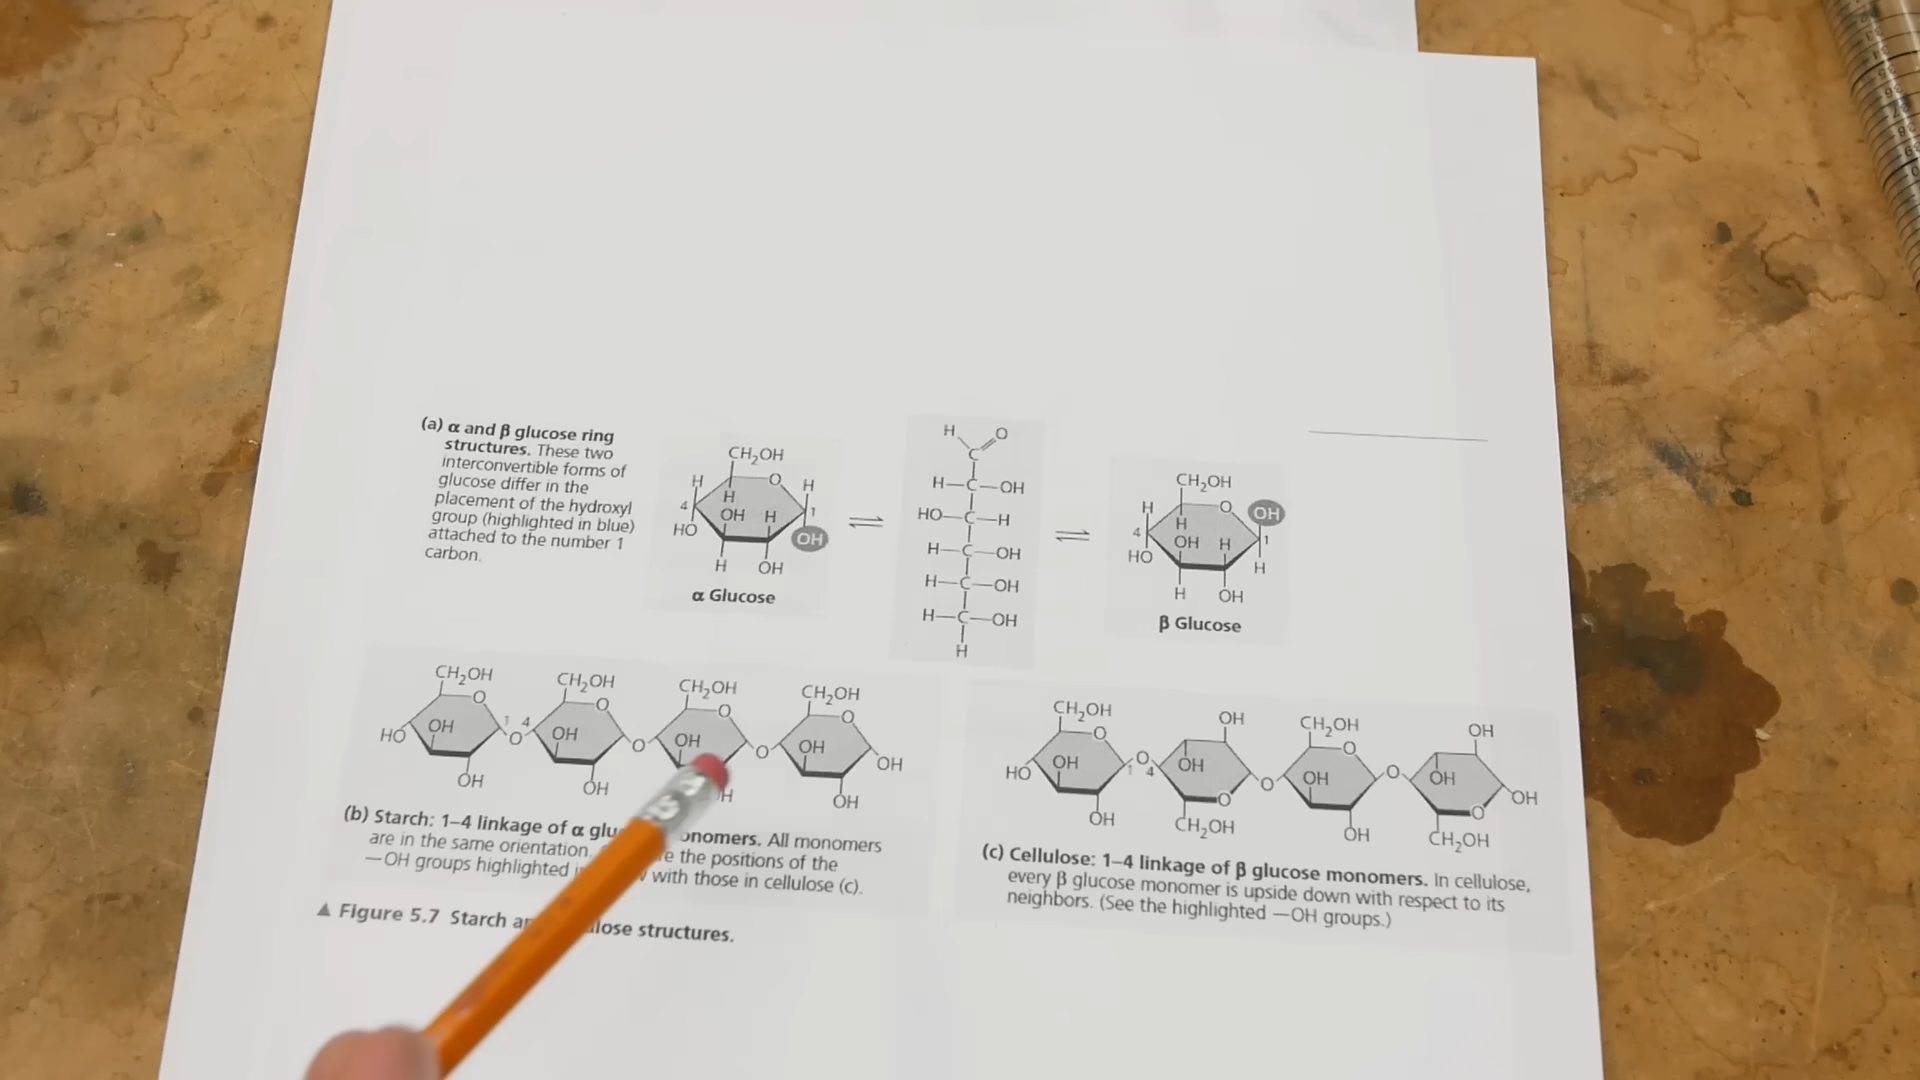 (a) α and β glucose ring
structures. These two
interconvertible forms of
glucose differ in the
placement of the hydroxyl
group (highlighted in blue)
attached to the number 1
carbon.
CH₂OH
H O H
H
4 OH H 1
HO OH
H OH
α Glucose
H O
C
H—C—OH
HO—C—H
H—C—OH
H—C—OH
H—C—OH
H
CH₂OH
H O OH
H
4 OH H 1
HO H
H OH
β Glucose
CH₂OH CH₂OH CH₂OH CH₂OH
O O O O
HO OH 1 O 4 OH O OH O OH OH
OH OH H OH
(b) Starch: 1–4 linkage of α glu onomers. All monomers
are in the same orientation. the positions of the
—OH groups highlighted with those in cellulose (c).
CH₂OH OH CH₂OH OH
O O
HO OH 1 O 4 OH O OH O OH OH
O O
OH CH₂OH OH CH₂OH
(c) Cellulose: 1–4 linkage of β glucose monomers. In cellulose,
every β glucose monomer is upside down with respect to its
neighbors. (See the highlighted —OH groups.)
▲ Figure 5.7 Starch lose structures.